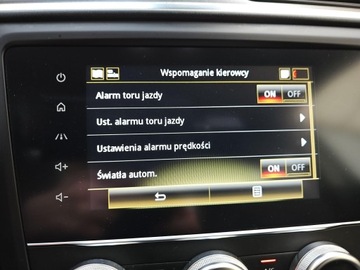 Wspomaganie kierowcy
Alarm toru jazdy ON OFF
Ust. alarmu toru jazdy
Ustawienia alarmu prędkości
Światła autom. ON OFF